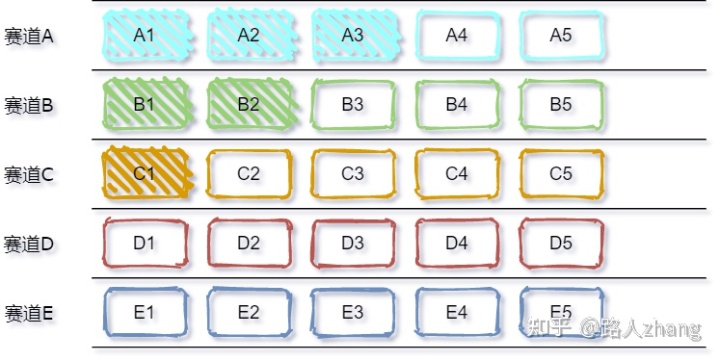 赛道A A1 A2 A3 A4 A5
赛道B B1 B2 B3 B4 B5
赛道C C1 C2 C3 C4 C5
赛道D D1 D2 D3 D4 D5
赛道E E1 E2 E3 E4 E5
知乎 @路人zhang